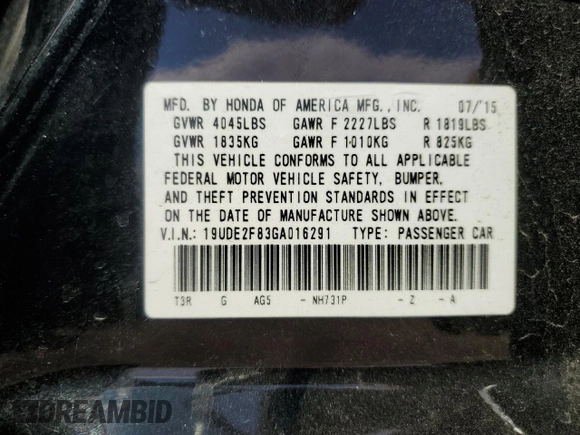 MFD. BY HONDA OF AMERICA MFG., INC. 07/'15
GVWR 4045LBS GAWR F 2227LBS R 1819LBS
GVWR 1835KG GAWR F 1010KG R 825KG
THIS VEHICLE CONFORMS TO ALL APPLICABLE
FEDERAL MOTOR VEHICLE SAFETY, BUMPER,
AND THEFT PREVENTION STANDARDS IN EFFECT
ON THE DATE OF MANUFACTURE SHOWN ABOVE.
V.I.N.: 19UDE2F83GA016291 TYPE: PASSENGER CAR
T3R G AG5 - NH731P - Z - A
DREAMBID